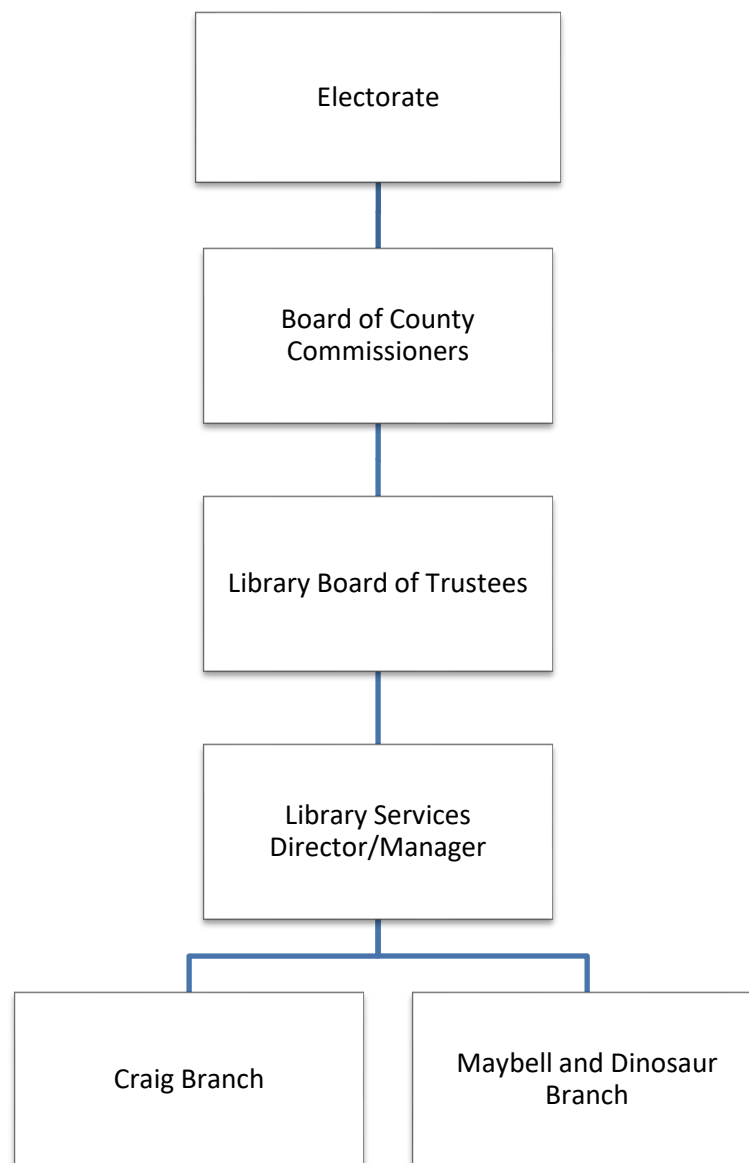 Electorate
Board of County
Commissioners
Library Board of Trustees
Library Services
Director/Manager
Craig Branch
Maybell and Dinosaur
Branch